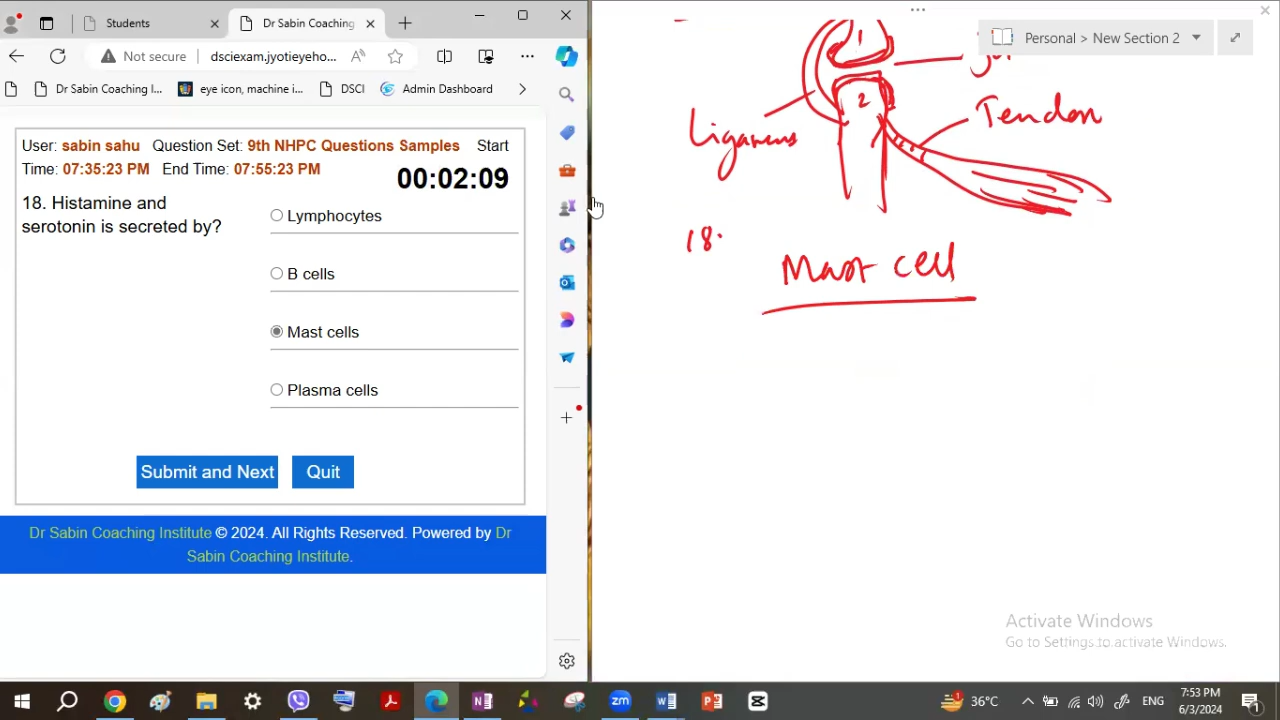 Students
Dr Sabin Coaching
Not secure
dsciexam.jyotieyeho...
Dr Sabin Coaching I...
eye icon, machine i...
DSCI
Admin Dashboard
User: sabin sahu Question Set: 9th NHPC Questions Samples Start
Time: 07:35:23 PM End Time: 07:55:23 PM
00:02:09
18. Histamine and
serotonin is secreted by?
Lymphocytes
B cells
Mast cells
Plasma cells
Submit and Next
Quit
Dr Sabin Coaching Institute © 2024. All Rights Reserved. Powered by Dr
Sabin Coaching Institute.
Personal > New Section 2
1
2
Tendon
18.
Mast cell
Activate Windows
Go to Settings to activate Windows.
36°C
ENG
7:53 PM
6/3/2024